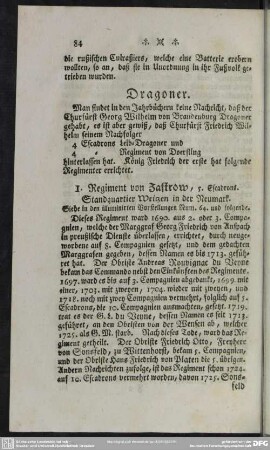 84
die rußischen Cuirassiers, welche eine Batterie erobern
wollten, so an, daß sie in Unordnung in ihr Fußvolk ge-
trieben wurden.
Dragoner.
Man findet in den Jahrbüchern keine Nachricht, daß der
Churfürst Georg Wilhelm von Brandenburg Dragoner
gehabt, es ist aber gewiß, daß Churfürst Friedrich Wil-
helm seinem Nachfolger
4 Escadrons Leib-Dragoner und
4 Regiment von Doerfling
hinterlassen hat. König Friedrich der erste hat folgende
Regimenter errichtet.
1. Regiment von Zastrow, 5. Escadrons.
Standquartier in der Neumark.
Siehe in den illuminirten Vorstellungen Num. 64. und folgende.
Dieses Regiment ward 1690. aus 2. oder 3. Compa-
gnien, welche der Marggraf Georg Friedrich von Anspach
in preußische Dienste überlassen, errichtet, durch neuge-
wordene auf 8. Compagnien gesetzt, und dem gedachten
Marggrafen gegeben, dessen Namen es bis 1713. gefüh-
ret hat. Der Obriste Andreas du Veyne
bekam das Commando nebst den Einkünften des Regiments.
1697. ward es bis auf 3. Compagnien abgedankt, 1699. mit
einer, 1703. mit zweyen, 1704. wieder mit zweyen, und
1718. noch mit zwey Compagnien vermehrt, folglich auf 5.
Escadrons, die 10. Compagnien ausmachten, gesetzt. 1719.
trat es der G. L. du Veyne, dessen Namen es seit 1713.
geführet, an den Obristen von der Wensen ab, welcher
1725. als G. M. starb. Nach dieses Tode, ward das Re-
giment getheilt. Der Obriste Friedrich Otto, Freyherr
von Sonsfeld, zu Wittenhorst, bekam 5. Compagnien,
und der Obriste Hans Friedrich von Platen die 5. übrigen.
Andern Nachrichten zufolge, ist das Regiment schon 1724.
auf 10. Escadrons vermehret worden, davon 1725. Sons-
feld